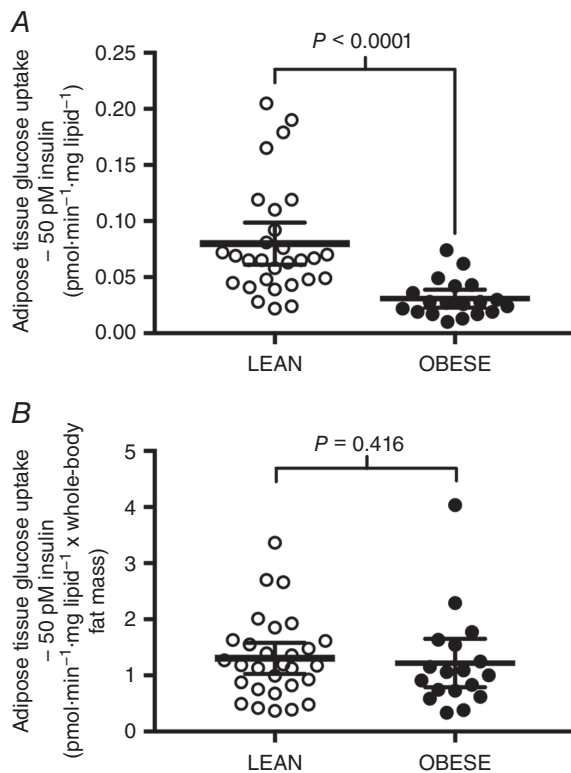 A
P < 0.0001
Adipose tissue glucose uptake
– 50 pM insulin
(pmol·min⁻¹·mg lipid⁻¹)
0.25
0.20
0.15
0.10
0.05
0.00
LEAN
OBESE
B
P = 0.416
Adipose tissue glucose uptake
– 50 pM insulin
(pmol·min⁻¹·mg lipid⁻¹ x whole-body
fat mass)
5
4
3
2
1
0
LEAN
OBESE